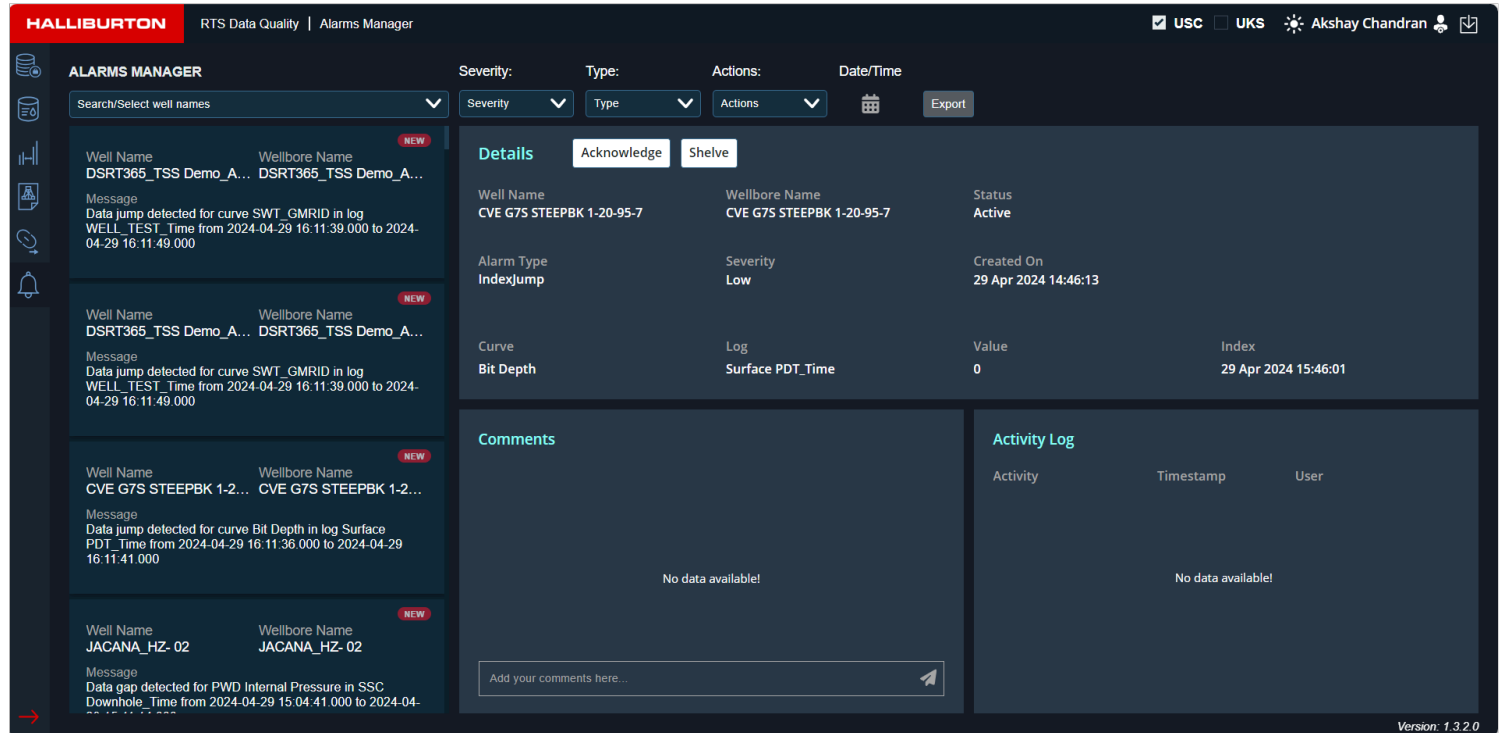 HALLIBURTON
RTS Data Quality | Alarms Manager
USC
UKS
Akshay Chandran
ALARMS MANAGER
Severity:
Type:
Actions:
Date/Time
Search/Select well names
Severity
Type
Actions
Export
NEW
Well Name
Wellbore Name
DSRT365_TSS Demo_A...
DSRT365_TSS Demo_A...
Message
Data jump detected for curve SWT_GMRID in log
WELL_TEST_Time from 2024-04-29 16:11:39.000 to 2024-
04-29 16:11:49.000
NEW
Well Name
Wellbore Name
DSRT365_TSS Demo_A...
DSRT365_TSS Demo_A...
Message
Data jump detected for curve SWT_GMRID in log
WELL_TEST_Time from 2024-04-29 16:11:39.000 to 2024-
04-29 16:11:49.000
NEW
Well Name
Wellbore Name
CVE G7S STEEPBK 1-2...
CVE G7S STEEPBK 1-2...
Message
Data jump detected for curve Bit Depth in log Surface
PDT_Time from 2024-04-29 16:11:36.000 to 2024-04-29
16:11:41.000
NEW
Well Name
Wellbore Name
JACANA_HZ- 02
JACANA_HZ- 02
Message
Data gap detected for PWD Internal Pressure in SSC
Downhole_Time from 2024-04-29 15:04:41.000 to 2024-04-
Details
Acknowledge
Shelve
Well Name
Wellbore Name
Status
CVE G7S STEEPBK 1-20-95-7
CVE G7S STEEPBK 1-20-95-7
Active
Alarm Type
Severity
Created On
IndexJump
Low
29 Apr 2024 14:46:13
Curve
Log
Value
Index
Bit Depth
Surface PDT_Time
0
29 Apr 2024 15:46:01
Comments
No data available!
Add your comments here...
Activity Log
Activity
Timestamp
User
No data available!
Version: 1.3.2.0